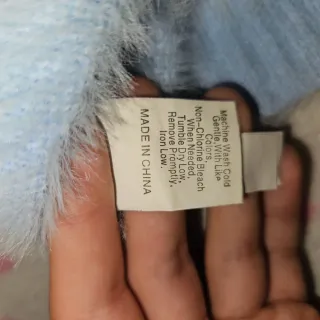 Machine Wash Cold
Gentle With Like
Colors,
Non-Chlorine Bleach
When Needed,
Tumble Dry Low,
Remove Promptly,
Iron Low.
MADE IN CHINA